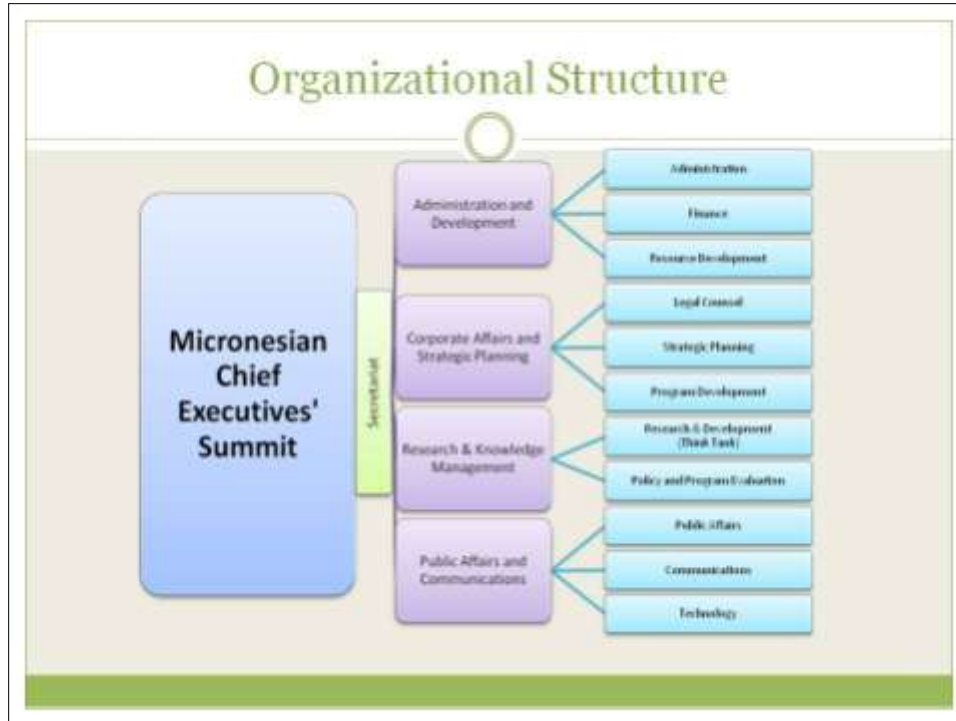 Organizational Structure
Micronesian
Chief
Executives'
Summit
Secretariat
Administration and
Development
Administration
Finance
Resource Development
Corporate Affairs and
Strategic Planning
Legal Counsel
Strategic Planning
Program Development
Research & Knowledge
Management
Research & Development
(Think Tank)
Policy and Program Evaluation
Public Affairs and
Communications
Public Affairs
Communications
Technology